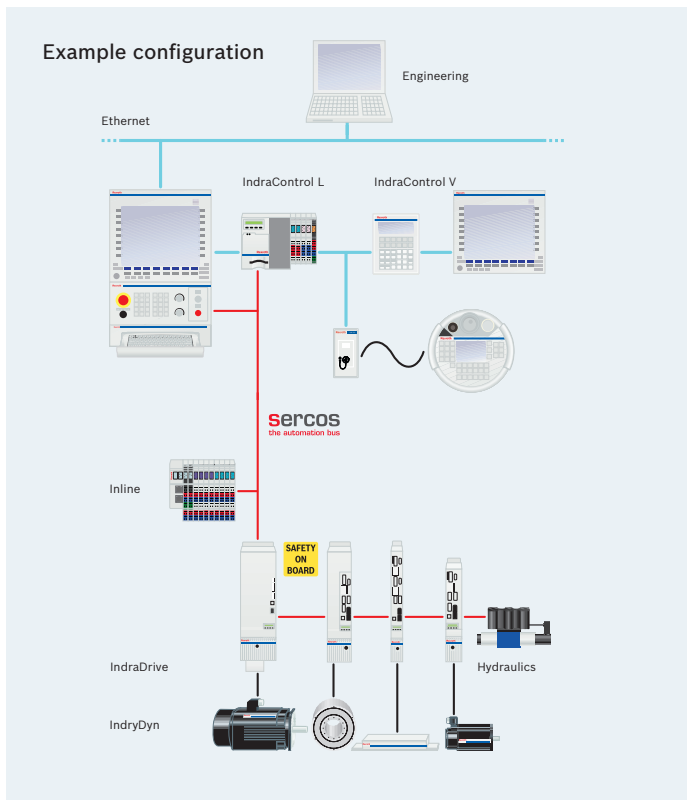 Example configuration
Engineering
Ethernet
IndraControl L
IndraControl V
sercos
the automation bus
Inline
SAFETY
ON
BOARD
IndraDrive
Hydraulics
IndryDyn